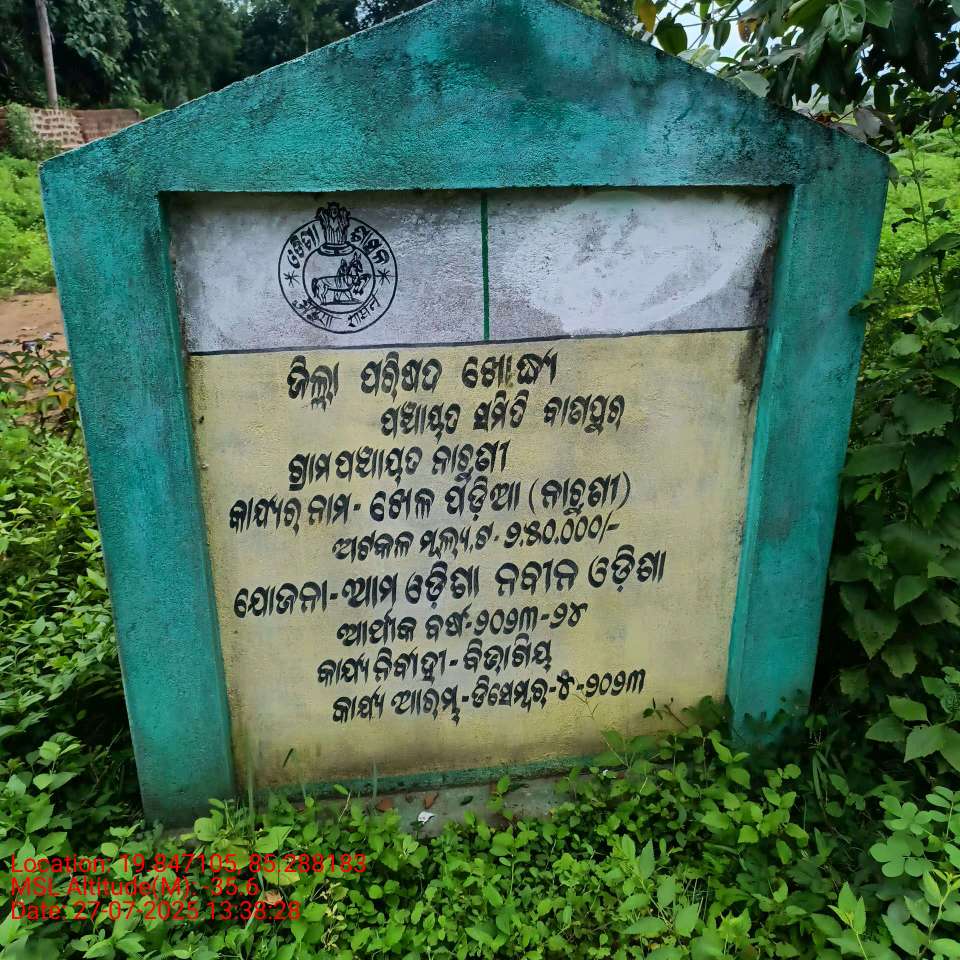 ଓଡ଼ିଶା ଶାସନ
ଜିଲ୍ଲା ପରିଷଦ ଖୋର୍ଦ୍ଧା
ପଞ୍ଚାୟତ ସମିତି ବାଣପୁର
ଗ୍ରାମ ପଞ୍ଚାୟତ ନାଚୁଣୀ
କାର୍ଯ୍ୟର ନାମ- ଖେଳ ପଡ଼ିଆ (ନାଚୁଣୀ)
ଅଟକଳ ମୂଲ୍ୟ.ଟ- ୨,୫୦,୦୦୦/-
ଯୋଜନା-ଆମ ଓଡ଼ିଶା ନବୀନ ଓଡ଼ିଶା
ଆର୍ଥୀକ ବର୍ଷ-୨୦୨୩-୨୪
କାର୍ଯ୍ୟ ନିର୍ବାହୀ-ବିଭାଗିୟ
କାର୍ଯ୍ୟ ଆରମ୍ଭ-ଡିସେମ୍ବର-୫-୨୦୨୩
Location: 19.847105, 85.288183
MSL Altitude(M): -35.6
Date: 27-07-2025 13:38:28